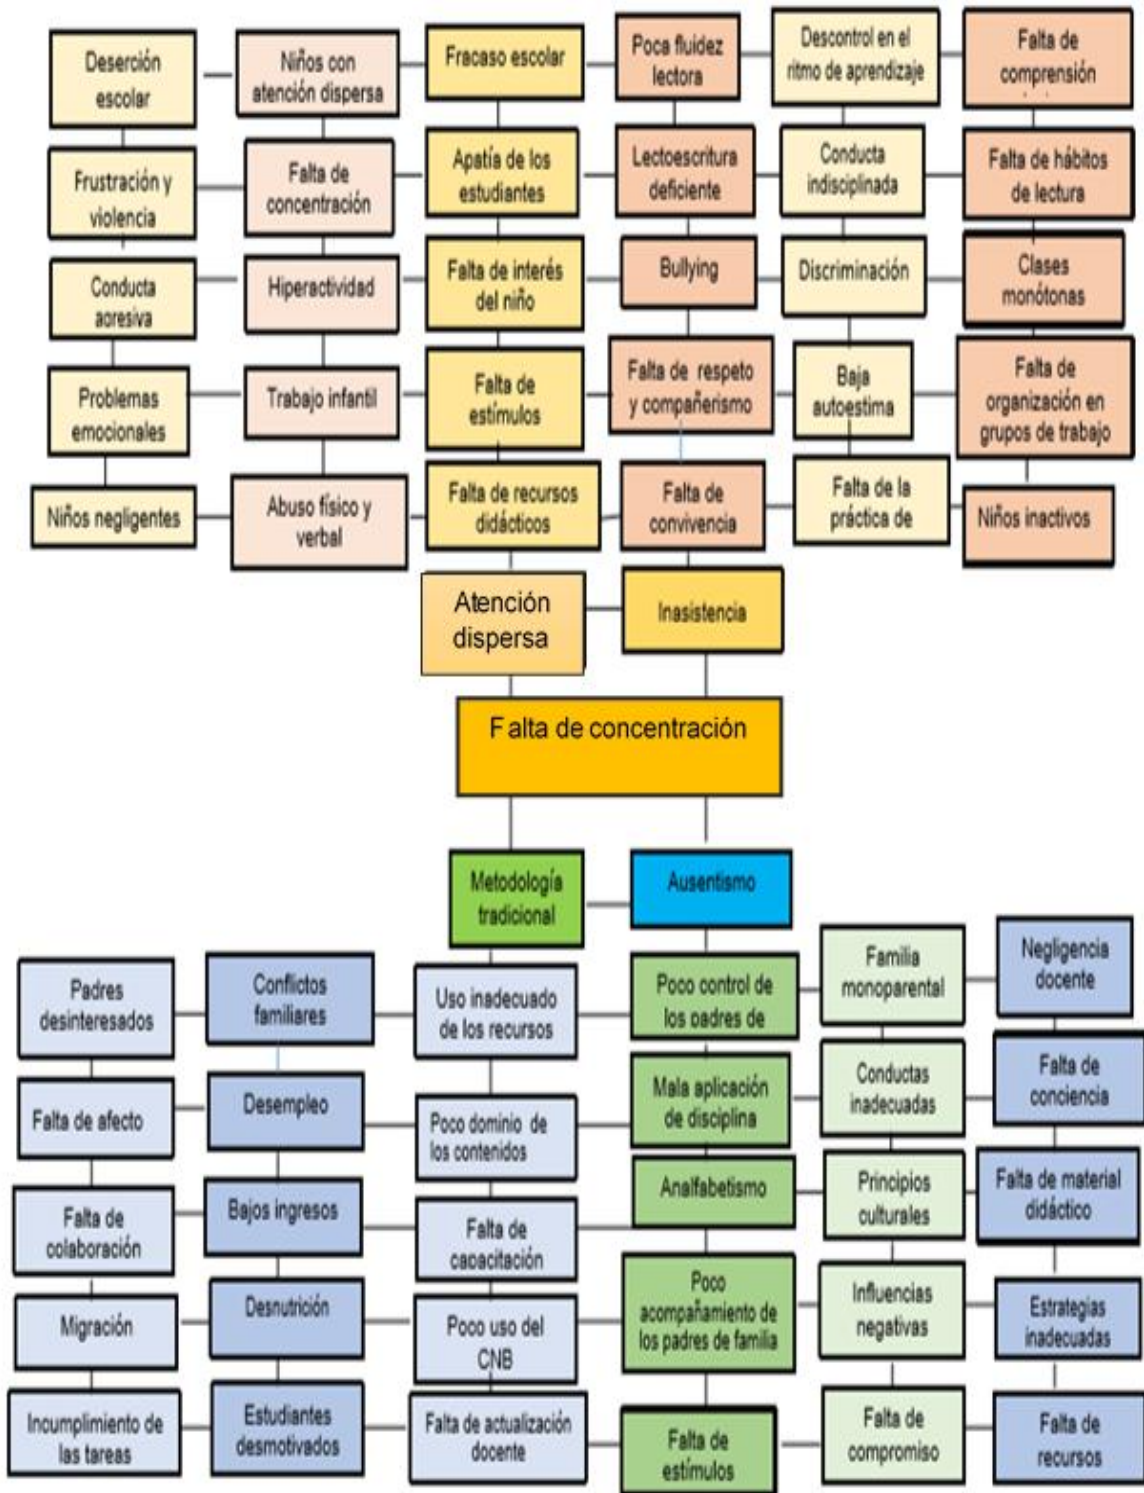 Deserción
escolar
Niños con
atención dispersa
Fracaso escolar
Poca fluidez
lectora
Descontrol en el
ritmo de aprendizaje
Falta de
comprensión
Frustración y
violencia
Falta de
concentración
Apatía de los
estudiantes
Lectoescritura
deficiente
Conducta
indisciplinada
Falta de hábitos
de lectura
Conducta
agresiva
Hiperactividad
Falta de interés
del niño
Bullying
Discriminación
Clases
monótonas
Problemas
emocionales
Trabajo infantil
Falta de
estímulos
Falta de respeto
y compañerismo
Baja
autoestima
Falta de
organización en
grupos de trabajo
Niños negligentes
Abuso físico y
verbal
Falta de recursos
didácticos
Falta de
convivencia
Falta de la
práctica de
Niños inactivos
Atención
dispersa
Inasistencia
Falta de concentración
Metodología
tradicional
Ausentismo
Padres
desinteresados
Conflictos
familiares
Uso inadecuado
de los recursos
Poco control de
los padres de
Familia
monoparental
Negligencia
docente
Falta de afecto
Desempleo
Poco dominio de
los contenidos
Mala aplicación
de disciplina
Conductas
inadecuadas
Falta de
conciencia
Falta de
colaboración
Bajos ingresos
Falta de
capacitación
Analfabetismo
Principios
culturales
Falta de material
didáctico
Migración
Desnutrición
Poco uso del
CNB
Poco
acompañamiento de
los padres de familia
Influencias
negativas
Estrategias
inadecuadas
Incumplimiento de
las tareas
Estudiantes
desmotivados
Falta de actualización
docente
Falta de
estímulos
Falta de
compromiso
Falta de
recursos